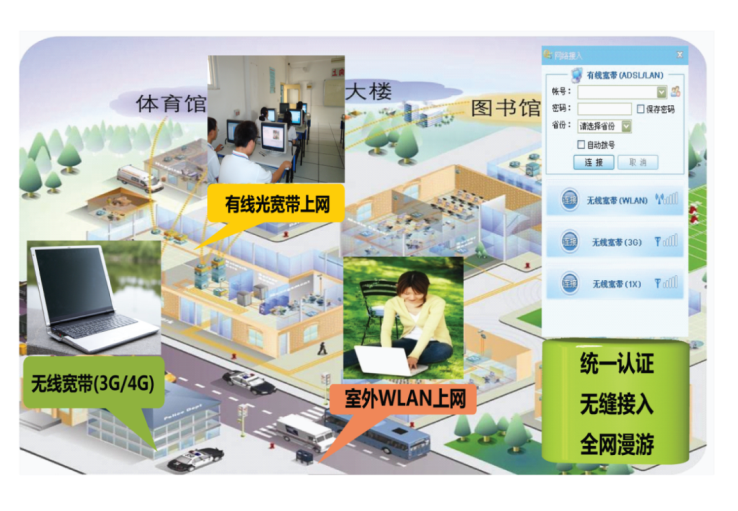 体育馆
大楼
图书馆
有线光宽带上网
无线宽带(3G/4G)
室外WLAN上网
网络接入
有线宽带(ADSL/LAN)
帐号：
密码：
保存密码
省份：
请选择省份
自动拨号
连接
取消
无线宽带(WLAN)
无线宽带(3G)
无线宽带(1X)
统一认证
无缝接入
全网漫游